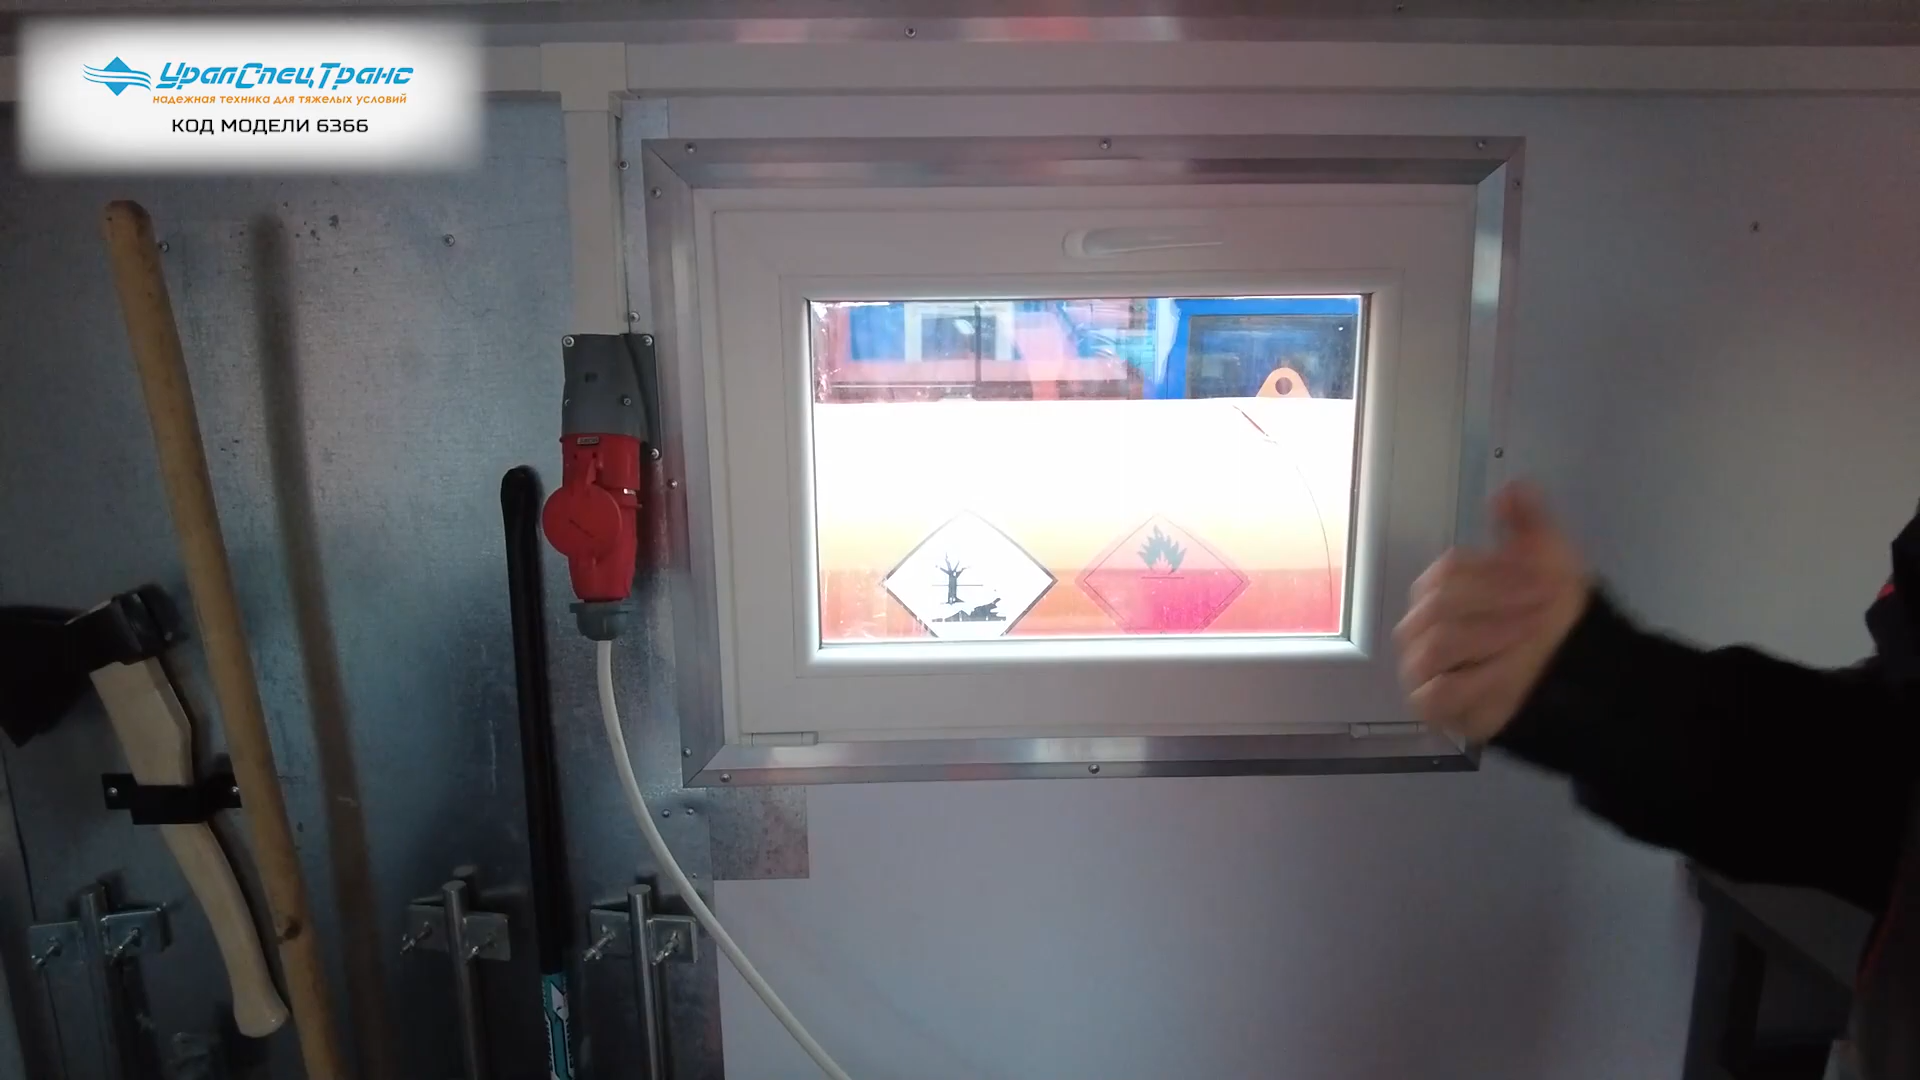 УралСпецТранс
надежная техника для тяжелых условий
КОД МОДЕЛИ 6366